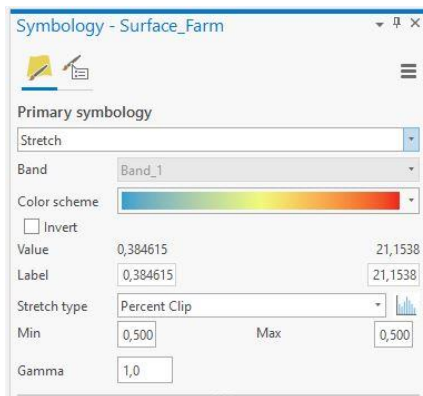 Symbology - Surface_Farm
Primary symbology
Stretch
Band Band_1
Color scheme
Invert
Value 0,384615 21,1538
Label 0,384615 21,1538
Stretch type Percent Clip
Min 0,500 Max 0,500
Gamma 1,0